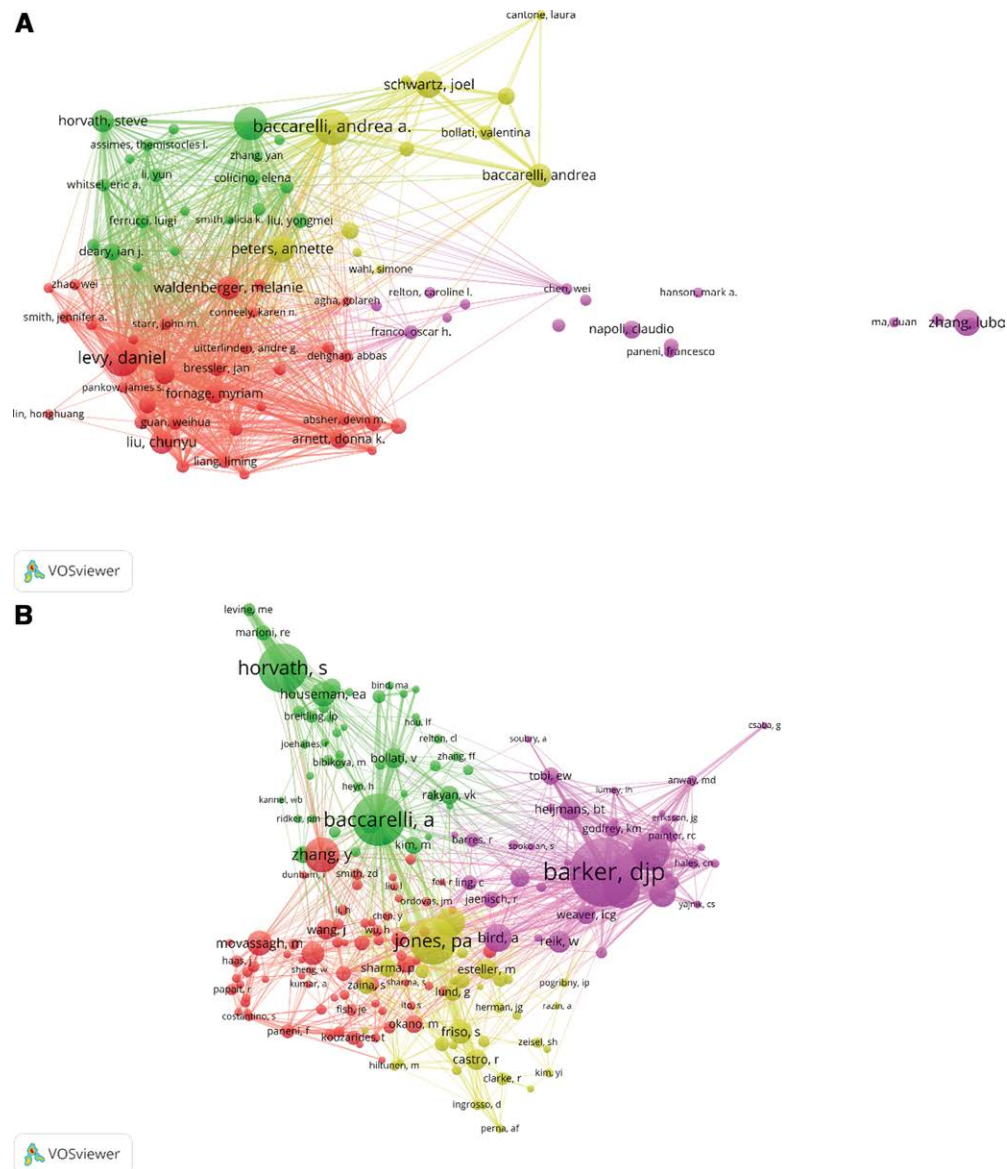 A
cantone, laura
schwartz, joel
horvath, steve
baccarelli, andrea a.
bollati, valentina
assimes, themistocles l.
zhang, yan
li, yun
colicino, elena
whitsel, eric a.
baccarelli, andrea
ferrucci, luigi
smith, alicia k.
liu, yongmei
deary, ian j.
peters, annette
wahl, simone
zhao, wei
waldenberger, melanie
relton, caroline l.
chen, wei
hanson, mark a.
agha, golareh
smith, jennifer a.
conneely, karen n.
starr, john m.
franco, oscar h.
napoli, claudio
ma, duan
zhang, lubo
uitterlinden, andre g.
dehghan, abbas
paneni, francesco
levy, daniel
bressler, jan
pankow, james s.
fornage, myriam
lin, honghuang
guan, weihua
absher, devin m.
liu, chunyu
arnett, donna k.
liang, liming
VOSviewer
B
levine, me
marioni, re
horvath, s
houseman, ea
bind, ma
breitling, lp
hou, lf
csaba, g
joehanes, r
relton, cl
soubry, a
bibikova, m
bollati, v
zhang, ff
tobi, ew
anway, md
heyn, h
lumey, lh
kannel, wb
rakyan, vk
heijmans, bt
eriksson, jg
ridker, pm
baccarelli, a
godfrey, km
painter, rc
kim, m
barres, r
sookoian, s
zhang, y
hales, cn
dunham, i
smith, zd
feil, r
ling, c
barker, djp
liu, l
ordovas, jm
jaenisch, r
yajnik, cs
li, h
chen, y
weaver, icg
wang, j
wu, h
movassagh, m
jones, pa
bird, a
reik, w
haas, j
sheng, w
sharma, p
esteller, m
papait, r
kumar, a
zaina, s
sharma, s
lund, g
pogribny, ip
costantino, s
fish, je
ito, s
herman, jg
razin, a
paneni, f
kouzarides, t
okano, m
friso, s
zeisel, sh
hiltunen, m
castro, r
clarke, r
kim, yi
ingrosso, d
perna, af
VOSviewer